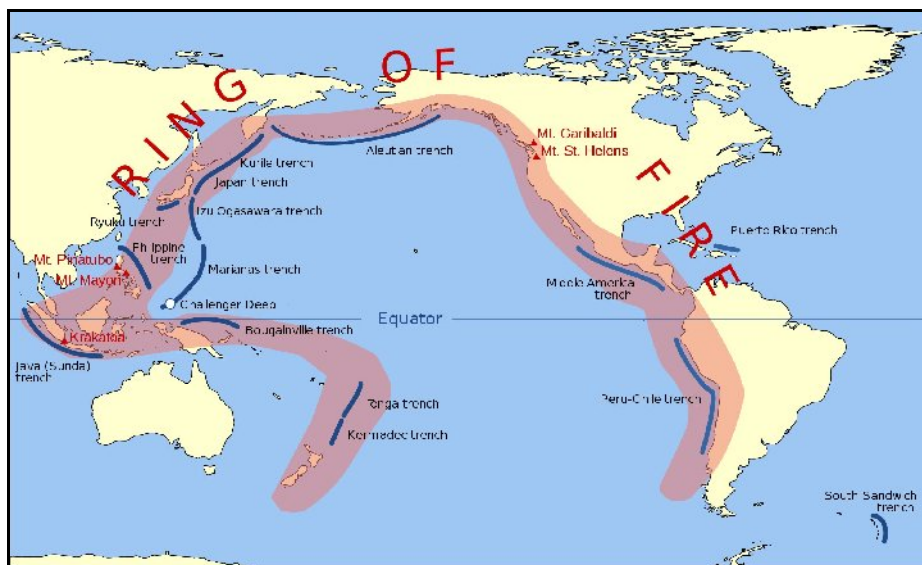 RING OF FIRE
Mt. Garibaldi
Mt. St. Helens
Aleutian trench
Kurile trench
Japan trench
Izu Ogasawara trench
Ryuku trench
Philippine
trench
Puerto Rico trench
Mt. Pinatubo
Mt. Mayon
Marianas trench
Middle America
trench
Challenger Deep
Equator
Krakatoa
Bougainville trench
Java (Sunda)
trench
Tonga trench
Peru-Chile trench
Kermadec trench
South Sandwich
trench